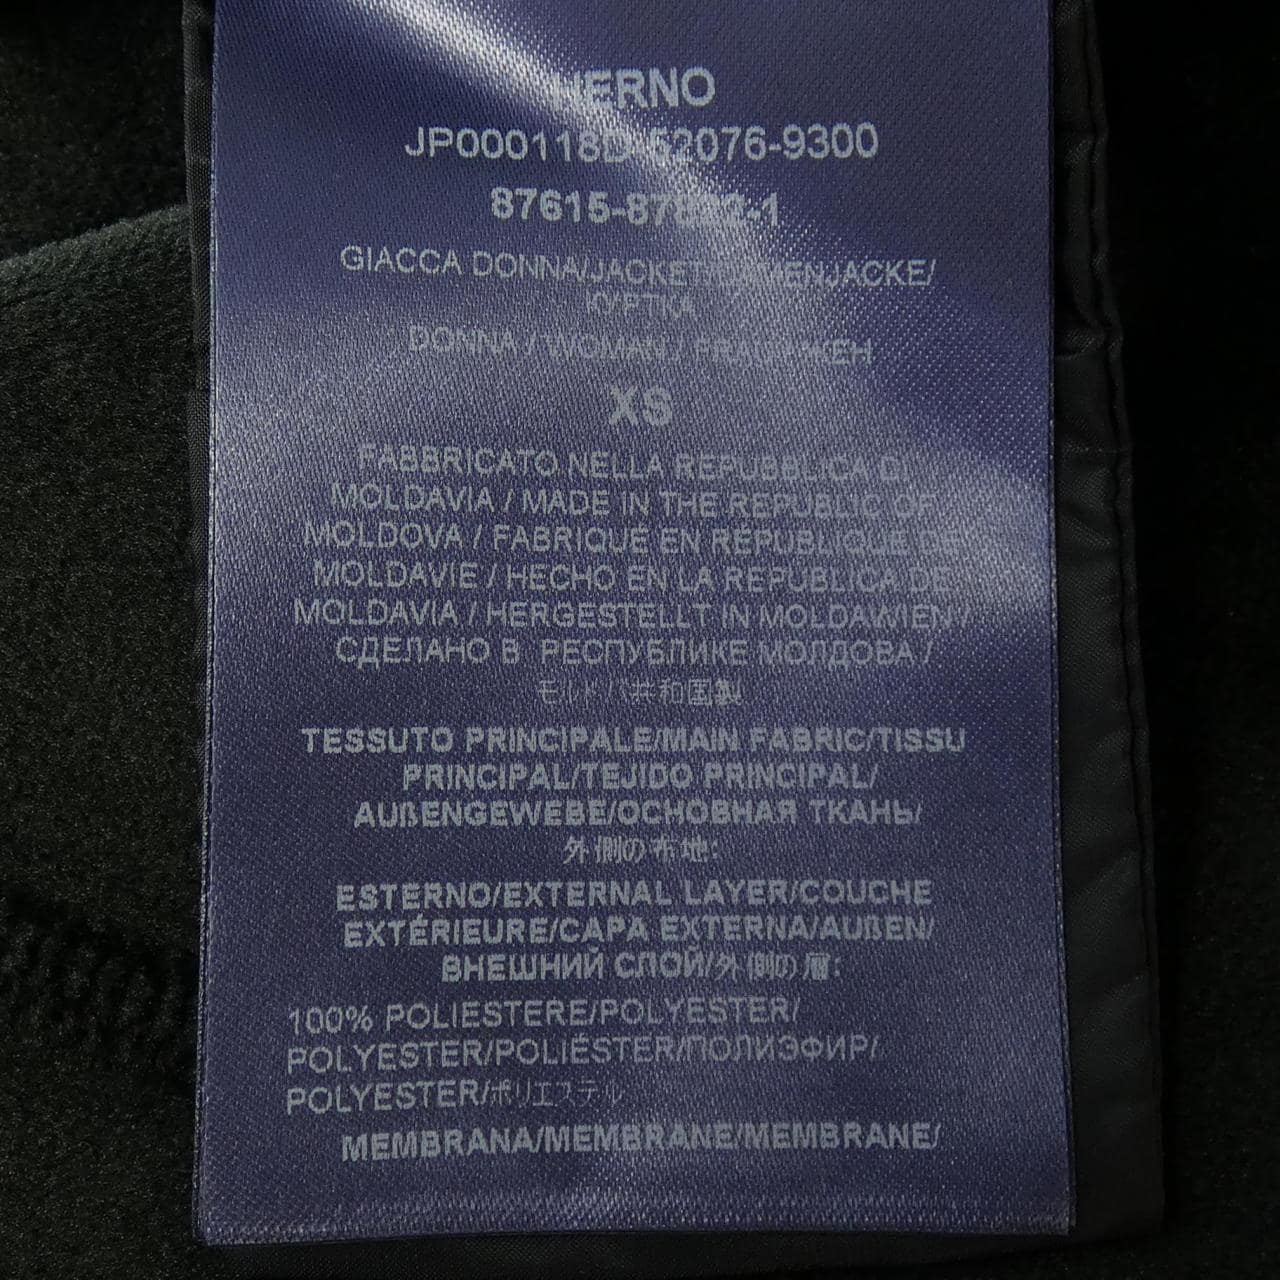 HERNO
JP000118D 52076-9300
87615-1
GIACCA DONNA/JACKET/DAMENJACKE/
КУРТКА
DONNA / WOMAN /
XS
FABBRICATO NELLA REPUBBLICA DI
MOLDAVIA / MADE IN THE REPUBLIC OF
MOLDOVA / FABRIQUÉ EN RÉPUBLIQUE DE
MOLDAVIE / HECHO EN LA REPÚBLICA DE
MOLDAVIA / HERGESTELLT IN MOLDAWIEN /
СДЕЛАНО В РЕСПУБЛИКЕ МОЛДОВА /
モルドバ共和国製
TESSUTO PRINCIPALE/MAIN FABRIC/TISSU
PRINCIPAL/TEJIDO PRINCIPAL/
AUßENGEWEBE/ОСНОВНАЯ ТКАНЬ/
外側の布地:
ESTERNO/EXTERNAL LAYER/COUCHE
EXTÉRIEURE/CAPA EXTERNA/AUßEN/
ВНЕШНИЙ СЛОЙ/外側の層:
100% POLIESTERE/POLYESTER/
POLYESTER/POLIÉSTER/ПОЛИЭФИР/
POLYESTER/ポリエステル
MEMBRANA/MEMBRANE/MEMBRANE/